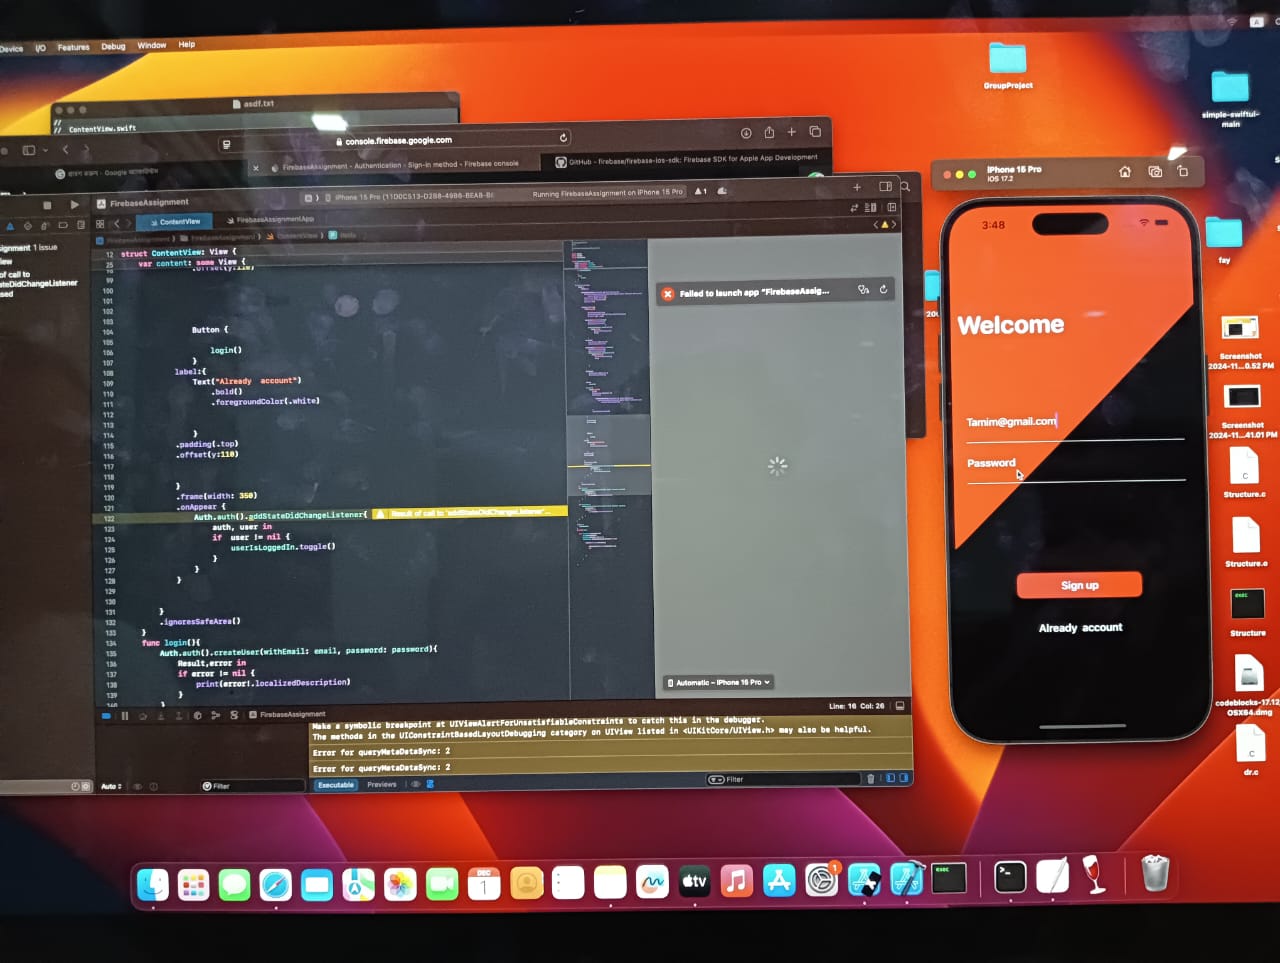 Device I/O Features Debug Window Help
A
asdf.txt
//
// ContentView.swift
console.firebase.google.com
FirebaseAssignment - Authentication - Sign-in method - Firebase console
GitHub - firebase/firebase-ios-sdk: Firebase SDK for Apple App Development
FirebaseAssignment
Running FirebaseAssignment on iPhone 15 Pro
1
ContentView
FirebaseAssignmentApp
signment 1 issue
of call to
ateDidChangeListener
12 struct ContentView: View {
25 var content: some View {
98 .offset(y:110)
99
100
101
102
103
104 Button {
105
106 login()
107 }
108 label:{
109 Text("Already account")
110 .bold()
111 .foregroundColor(.white)
112
113
114 }
115 .padding(.top)
116 .offset(y:110)
117
118
119 }
120 .frame(width: 350)
121 .onAppear {
122 Auth.auth().addStateDidChangeListener{
Result of call to 'addStateDidChangeListener'...
123 auth, user in
124 if user != nil {
125 userIsLoggedIn.toggle()
126 }
127 }
128 }
129
130
131 }
132 .ignoresSafeArea()
133 }
134 func login(){
135 Auth.auth().createUser(withEmail: email, password: password){
136 Result,error in
137 if error != nil {
138 print(error!.localizedDescription)
139 }
140 }
Failed to launch app "FirebaseAssig...
Automatic – iPhone 15 Pro
Line: 16 Col: 26
FirebaseAssignment
Make a symbolic breakpoint at UIViewAlertForUnsatisfiableConstraints to catch this in the debugger.
The methods in the UIConstraintBasedLayoutDebugging category on UIView listed in <UIKitCore/UIView.h> may also be helpful.
Error for queryMetaDataSync: 2
Error for queryMetaDataSync: 2
Auto
Filter
Executable Previews
Filter
iPhone 15 Pro
iOS 17.2
3:48
Welcome
Tamim@gmail.com
Password
Sign up
Already account
GroupProject
simple-swiftui-
main
fay
Screenshot
2024-11...0.52 PM
Screenshot
2024-11...41.01 PM
C
Structure.c
Structure.o
exec
Structure
codeblocks-17.12
OSX64.dmg
C
dr.c
DEC
1
tv
1
exec